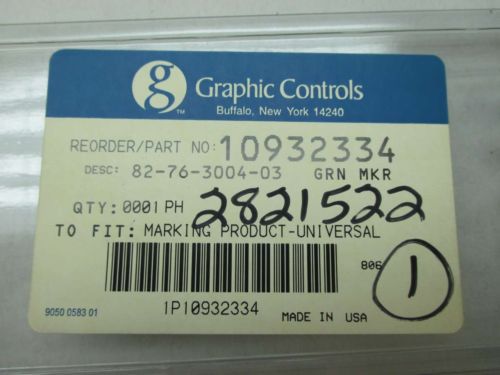 g
TM
Graphic Controls
Buffalo, New York 14240
REORDER/PART NO: 10932334
DESC: 82-76-3004-03 GRN MKR
QTY: 0001 PH 2821522
TO FIT: MARKING PRODUCT-UNIVERSAL
806
1
1P10932334
9050 0583 01
MADE IN USA